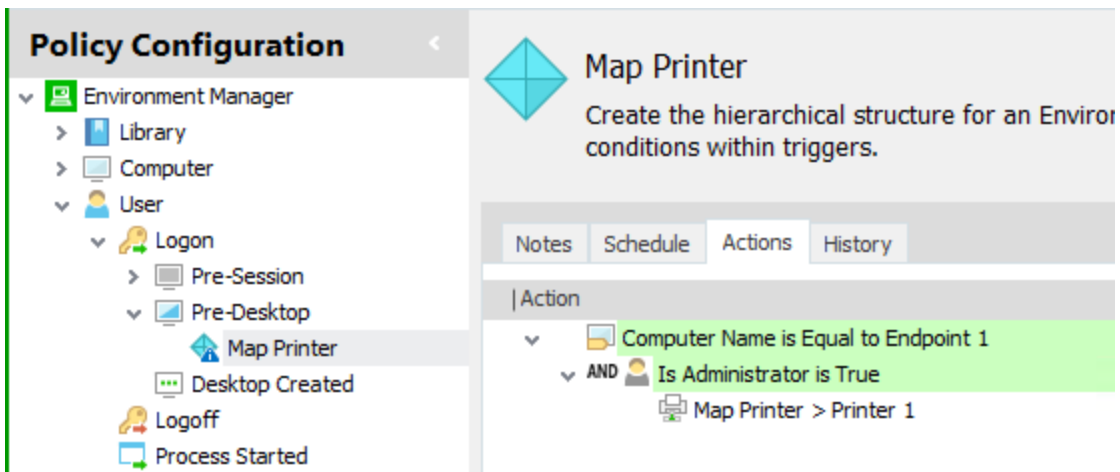 Policy Configuration
Environment Manager
Library
Computer
User
Logon
Pre-Session
Pre-Desktop
Map Printer
Desktop Created
Logoff
Process Started
Map Printer
Create the hierarchical structure for an
conditions within triggers.
Notes Schedule Actions History
Action
Computer Name is Equal to Endpoint 1
AND Is Administrator is True
Map Printer > Printer 1